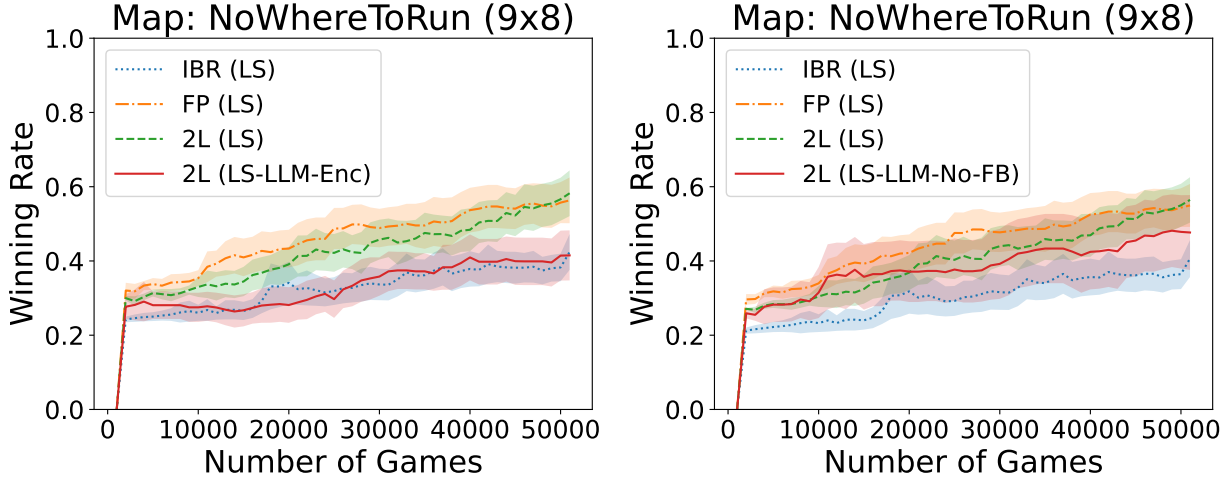 Map: NoWhereToRun (9x8)
1.0
0.8
0.6
0.4
0.2
0.0
Winning Rate
IBR (LS)
FP (LS)
2L (LS)
2L (LS-LLM-Enc)
0
10000
20000
30000
40000
50000
Number of Games
Map: NoWhereToRun (9x8)
1.0
0.8
0.6
0.4
0.2
0.0
Winning Rate
IBR (LS)
FP (LS)
2L (LS)
2L (LS-LLM-No-FB)
0
10000
20000
30000
40000
50000
Number of Games